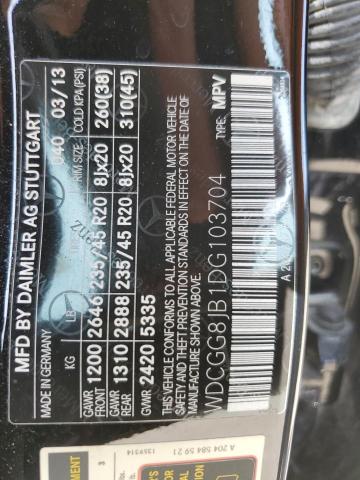 MFD BY DAIMLER AG STUTTGART
MADE IN GERMANY 040 03/13
KG LB RIM SIZE COLD KPA(PSI)
GAWR FRONT 1200 2646 235/45 R20 8Jx20 260(38)
GAWR REAR 1310 2888 235/45 R20 8Jx20 310(45)
GVWR 2420 5335
THIS VEHICLE CONFORMS TO ALL APPLICABLE FEDERAL MOTOR VEHICLE
SAFETY AND THEFT PREVENTION STANDARDS IN EFFECT ON THE DATE OF
MANUFACTURE SHOWN ABOVE.
TYPE: MPV
WDCGG8JB1DG103704
A 2
A 204 584 59 21
1359314